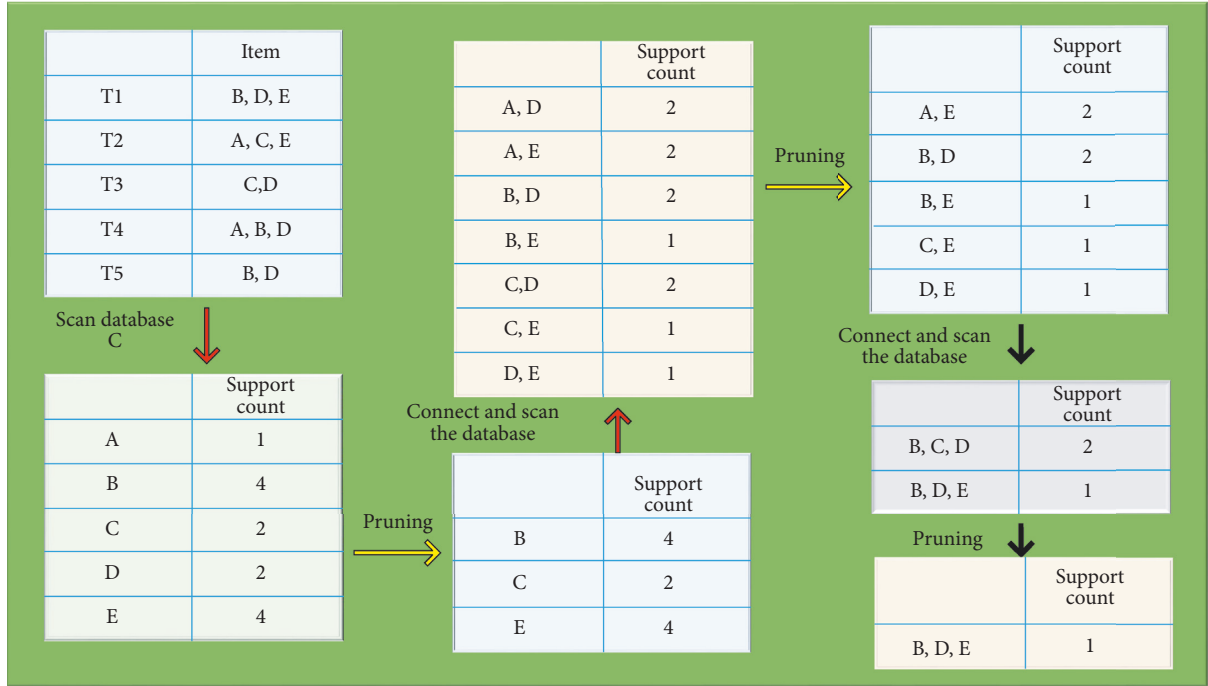 Item
T1 B, D, E
T2 A, C, E
T3 C,D
T4 A, B, D
T5 B, D
Scan database
C
Support
count
A 1
B 4
C 2
D 2
E 4
Pruning
Support
count
B 4
C 2
E 4
Connect and scan
the database
Support
count
A, D 2
A, E 2
B, D 2
B, E 1
C,D 2
C, E 1
D, E 1
Pruning
Support
count
A, E 2
B, D 2
B, E 1
C, E 1
D, E 1
Connect and scan
the database
Support
count
B, C, D 2
B, D, E 1
Pruning
Support
count
B, D, E 1